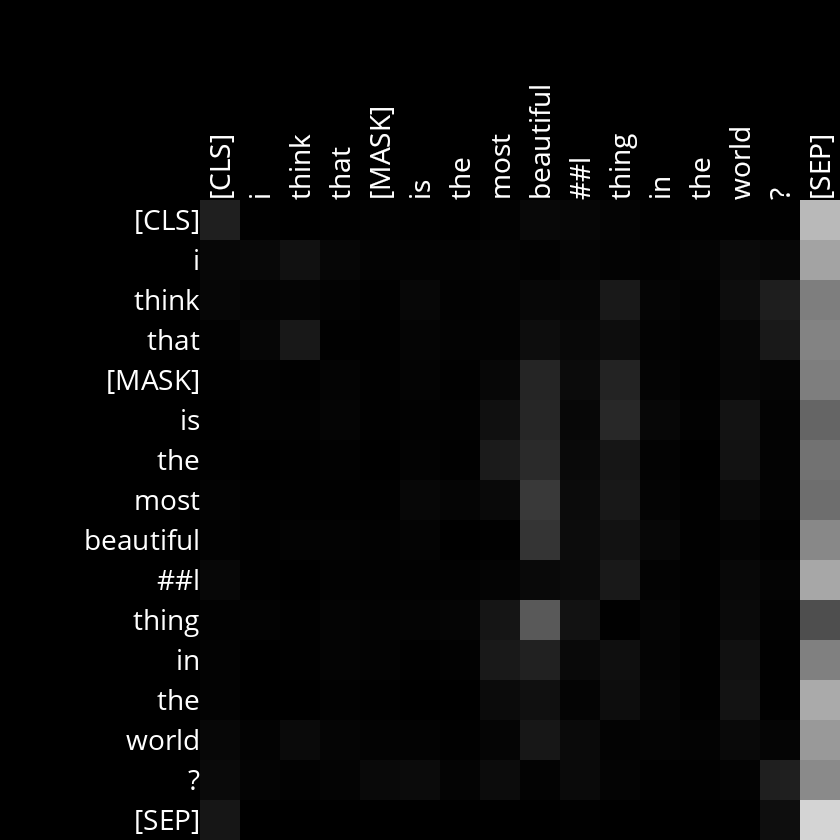 [CLS] i think that [MASK] is the most beautiful ##l thing in the world ? [SEP]
[CLS]
i
think
that
[MASK]
is
the
most
beautiful
##l
thing
in
the
world
?
[SEP]